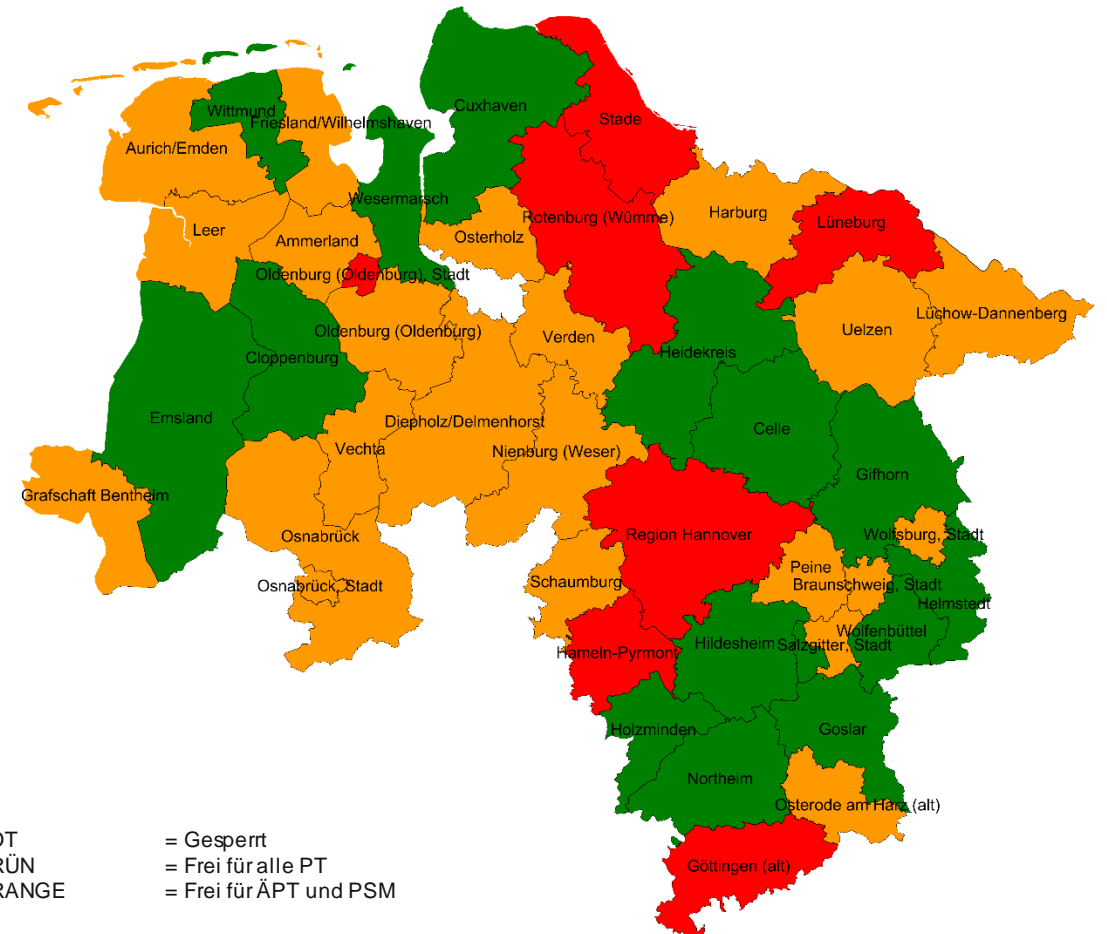 Wittmund
Cuxhaven
Friesland/Wilhelmshaven
Stade
Aurich/Emden
Wesermarsch
Harburg
Rotenburg (Wümme)
Lüneburg
Leer
Osterholz
Ammerland
Oldenburg (Oldenburg), Stadt
Lüchow-Dannenberg
Oldenburg (Oldenburg)
Uelzen
Verden
Heidekreis
Cloppenburg
Emsland
Diepholz/Delmenhorst
Celle
Vechta
Nienburg (Weser)
Gifhorn
Grafschaft Bentheim
Region Hannover
Wolfsburg, Stadt
Osnabrück
Peine
Schaumburg
Osnabrück, Stadt
Braunschweig, Stadt
Helmstedt
Wolfenbüttel
Hildesheim
Salzgitter, Stadt
Hameln-Pyrmont
Holzminden
Goslar
Northeim
Osterode am Harz (alt)
Göttingen (alt)
OT = Gesperrt
RÜN = Frei für alle PT
RANGE = Frei für ÄPT und PSM